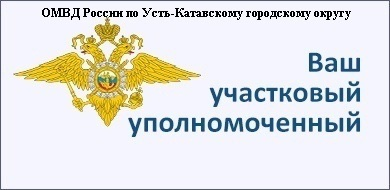 ОМВД России по Усть-Катавскому городскому округу
Ваш
участковый
уполномоченный